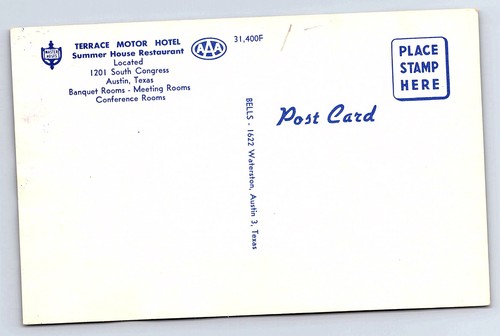 TERRACE MOTOR HOTEL
Summer House Restaurant
Located
1201 South Congress
Austin, Texas
Banquet Rooms - Meeting Rooms
Conference Rooms
AAA
31,400F
BELLS - 1622 Waterston, Austin 3, Texas
Post Card
PLACE
STAMP
HERE